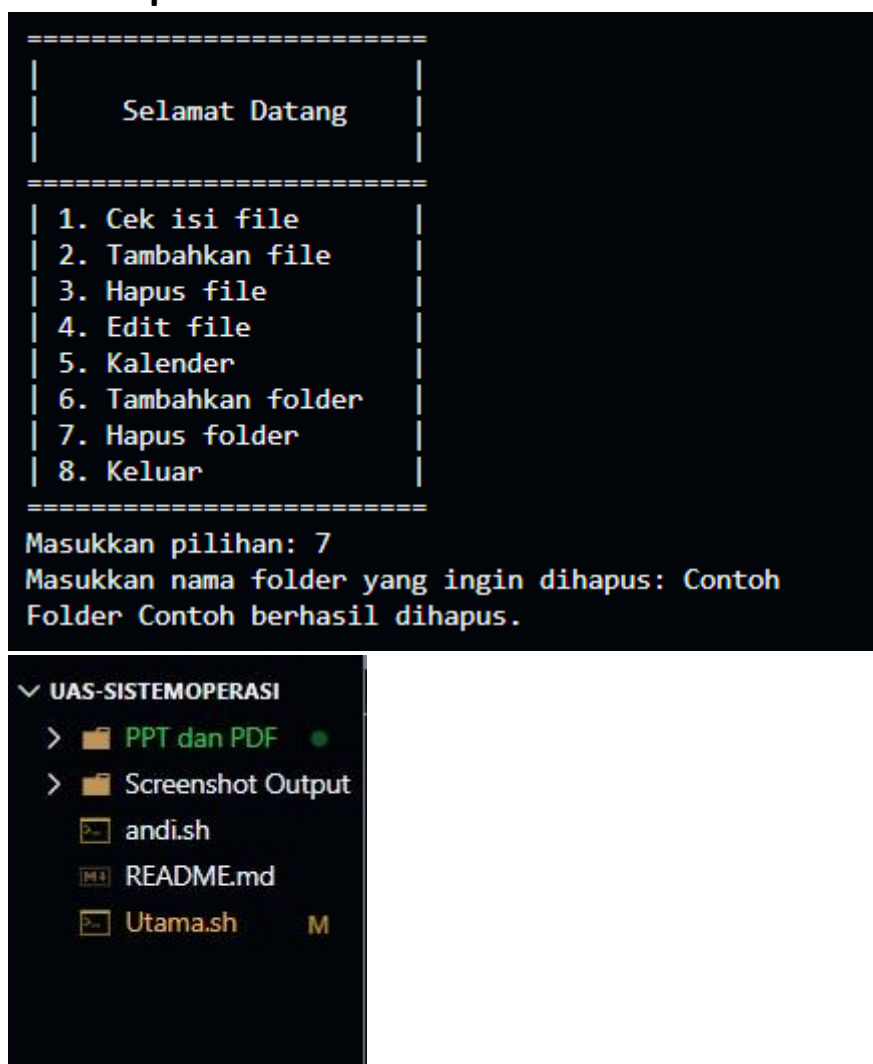 ==========================
|                        |
|     Selamat Datang     |
|                        |
==========================
| 1. Cek isi file        |
| 2. Tambahkan file      |
| 3. Hapus file          |
| 4. Edit file           |
| 5. Kalender            |
| 6. Tambahkan folder    |
| 7. Hapus folder        |
| 8. Keluar              |
==========================
Masukkan pilihan: 7
Masukkan nama folder yang ingin dihapus: Contoh
Folder Contoh berhasil dihapus.
UAS-SISTEMOPERASI
PPT dan PDF
Screenshot Output
andi.sh
README.md
Utama.sh M